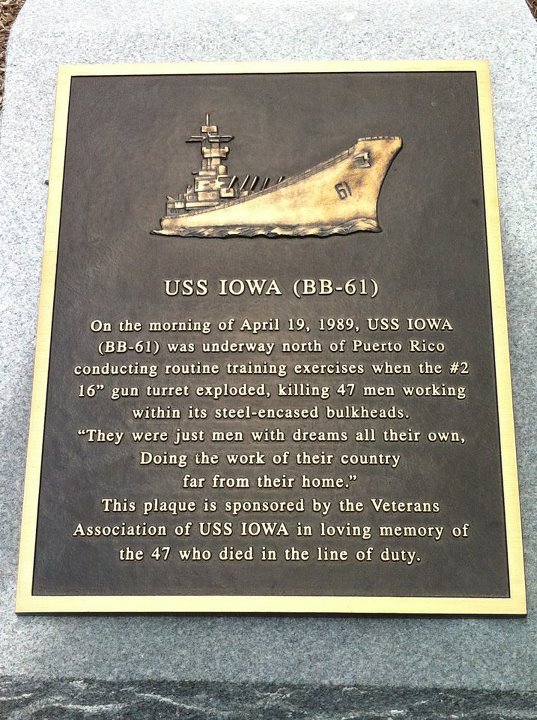 61
USS IOWA (BB-61)
On the morning of April 19, 1989, USS IOWA
(BB-61) was underway north of Puerto Rico
conducting routine training exercises when the #2
16” gun turret exploded, killing 47 men working
within its steel-encased bulkheads.
“They were just men with dreams all their own,
Doing the work of their country
far from their home.”
This plaque is sponsored by the Veterans
Association of USS IOWA in loving memory of
the 47 who died in the line of duty.